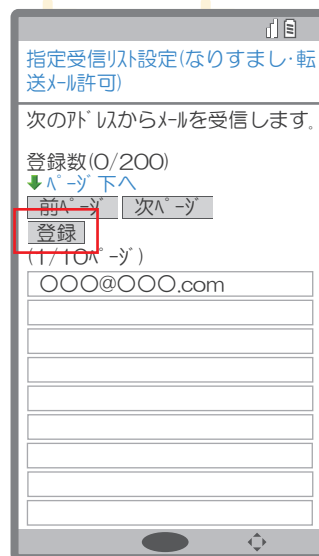 指定受信ﾘｽﾄ設定(なりすまし･転
送ﾒｰﾙ許可)
次のｱﾄﾞﾚｽからﾒｰﾙを受信します。
登録数(0/200)
ﾍﾟｰｼﾞ下へ
前ﾍﾟｰｼﾞ 次ﾍﾟｰｼﾞ
登録
(1/10ﾍﾟｰｼﾞ)
○○○@○○○.com